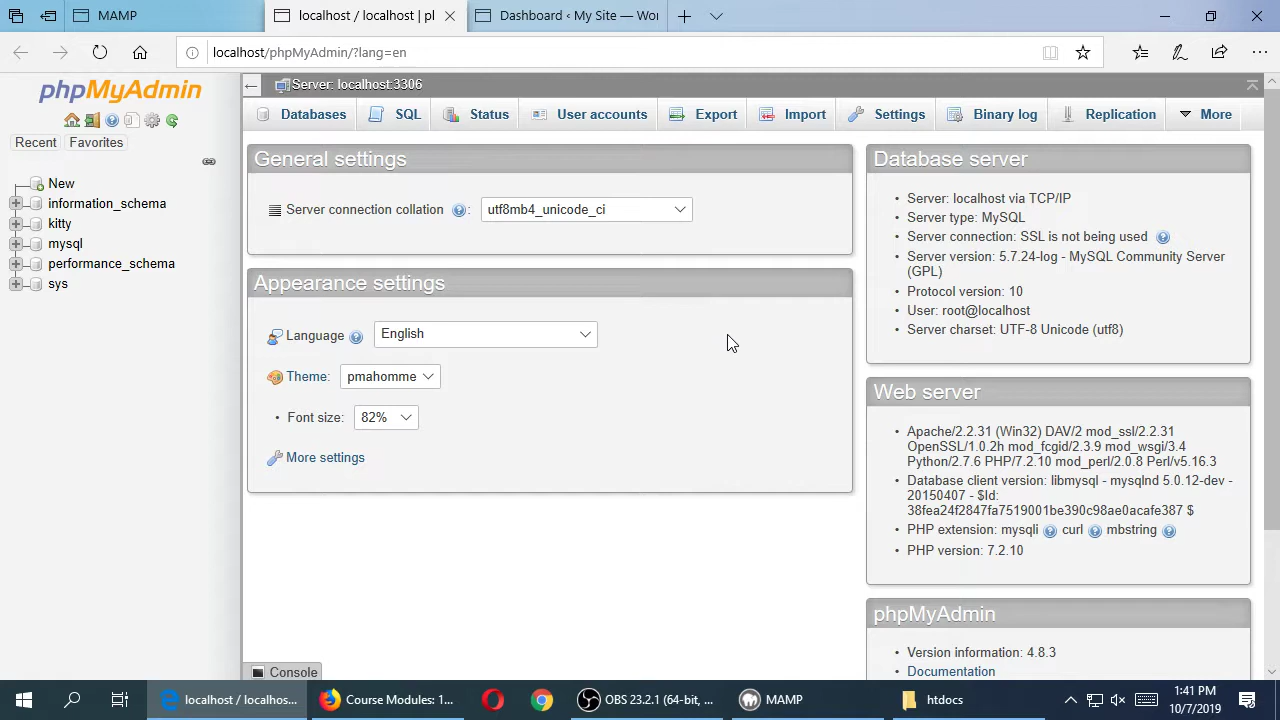 MAMP
localhost / localhost | pl
Dashboard ‹ My Site — Wor
localhost/phpMyAdmin/?lang=en
phpMyAdmin
Recent
Favorites
New
information_schema
kitty
mysql
performance_schema
sys
Server: localhost:3306
Databases
SQL
Status
User accounts
Export
Import
Settings
Binary log
Replication
More
General settings
Server connection collation
:
utf8mb4_unicode_ci
Appearance settings
Language
English
Theme:
pmahomme
• Font size:
82%
More settings
Console
Database server
• Server: localhost via TCP/IP
• Server type: MySQL
• Server connection: SSL is not being used
• Server version: 5.7.24-log - MySQL Community Server
(GPL)
• Protocol version: 10
• User: root@localhost
• Server charset: UTF-8 Unicode (utf8)
Web server
• Apache/2.2.31 (Win32) DAV/2 mod_ssl/2.2.31
OpenSSL/1.0.2h mod_fcgid/2.3.9 mod_wsgi/3.4
Python/2.7.6 PHP/7.2.10 mod_perl/2.0.8 Perl/v5.16.3
• Database client version: libmysql - mysqlnd 5.0.12-dev -
20150407 - $Id:
38fea24f2847fa7519001be390c98ae0acafe387 $
• PHP extension: mysqli curl mbstring
• PHP version: 7.2.10
phpMyAdmin
• Version information: 4.8.3
• Documentation
localhost / localhos...
Course Modules: 1...
OBS 23.2.1 (64-bit, ...
MAMP
htdocs
1:41 PM
10/7/2019